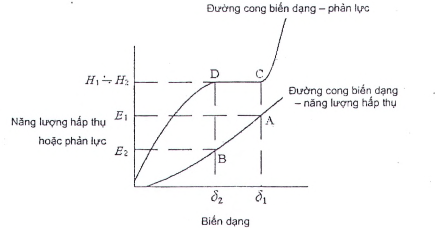 Đường cong biến dạng – phản lực
D
C
H₁ ≒ H₂
Đường cong biến dạng
– năng lượng hấp thụ
E₁
A
Năng lượng hấp thụ
hoặc phản lực
E₂
B
δ₂
δ₁
Biến dạng